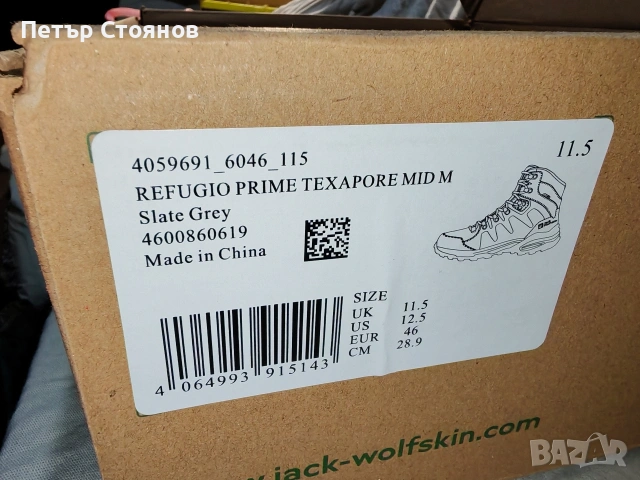 Петър Стоянов
4059691_6046_115
11.5
REFUGIO PRIME TEXAPORE MID M
Slate Grey
4600860619
Made in China
SIZE
UK 11.5
US 12.5
EUR 46
CM 28.9
4 064993 915143
www.jack-wolfskin.com
BAZAR